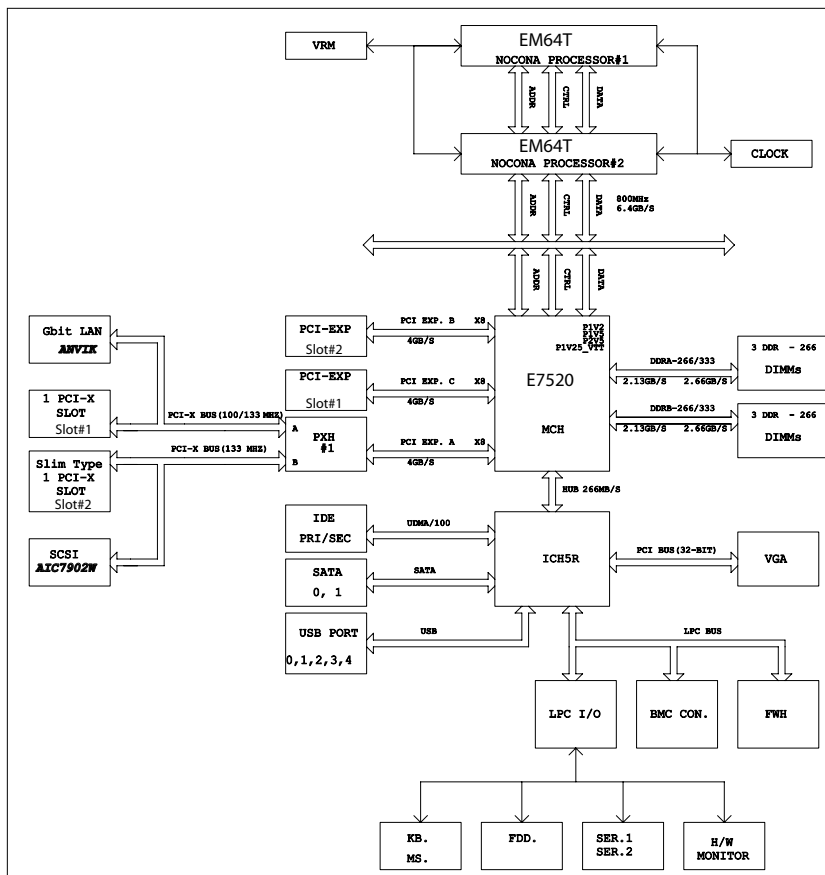 VRM
EM64T
NOCONA PROCESSOR#1
ADDR
CTRL
DATA
EM64T
NOCONA PROCESSOR#2
CLOCK
ADDR
CTRL
DATA
800MHz
6.4GB/S
ADDR
CTRL
DATA
Gbit LAN
ANVIK
1 PCI-X
SLOT
Slot#1
PCI-X BUS(100/133 MHZ)
PCI-X BUS(133 MHZ)
Slim Type
1 PCI-X
SLOT
Slot#2
SCSI
AIC7902W
PCI-EXP
Slot#2
PCI EXP. B X8
4GB/S
PCI-EXP
Slot#1
PCI EXP. C X8
4GB/S
A
PXH
#1
B
PCI EXP. A X8
4GB/S
P1V2
P1V5
P2V5
P1V25_VTT
E7520
MCH
DDRA-266/333
2.13GB/S 2.66GB/S
3 DDR - 266
DIMMs
DDRB-266/333
2.13GB/S 2.66GB/S
3 DDR - 266
DIMMs
HUB 266MB/S
IDE
PRI/SEC
UDMA/100
SATA
0, 1
SATA
USB PORT
0,1,2,3,4
USB
ICH5R
PCI BUS(32-BIT)
VGA
LPC BUS
LPC I/O
BMC CON.
FWH
KB.
MS.
FDD.
SER.1
SER.2
H/W
MONITOR